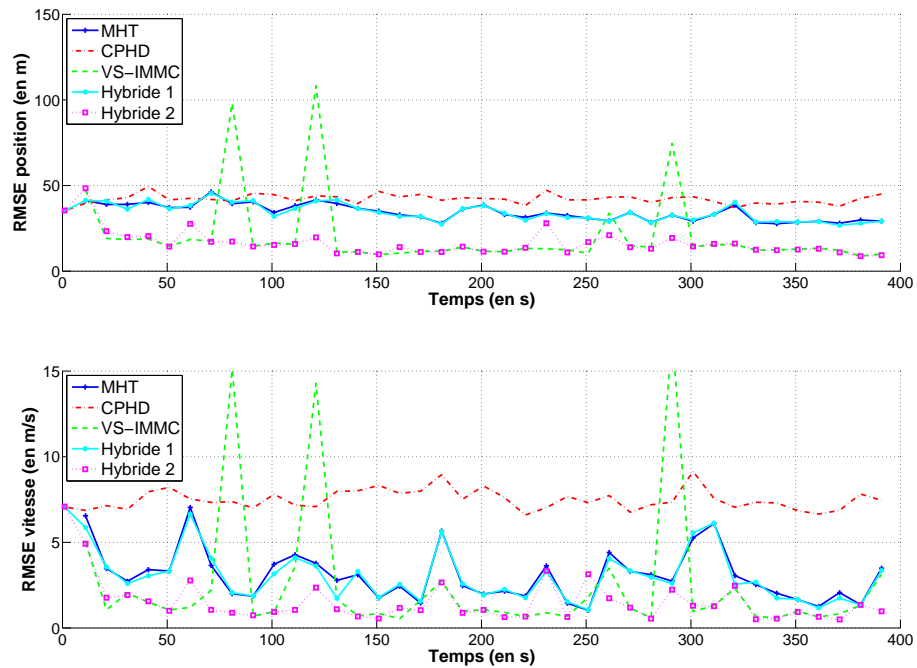 150
100
50
0
RMSE position (en m)
MHT
CPHD
VS−IMMC
Hybride 1
Hybride 2
0 50 100 150 200 250 300 350 400
Temps (en s)
15
10
5
0
RMSE vitesse (en m/s)
MHT
CPHD
VS−IMMC
Hybride 1
Hybride 2
0 50 100 150 200 250 300 350 400
Temps (en s)